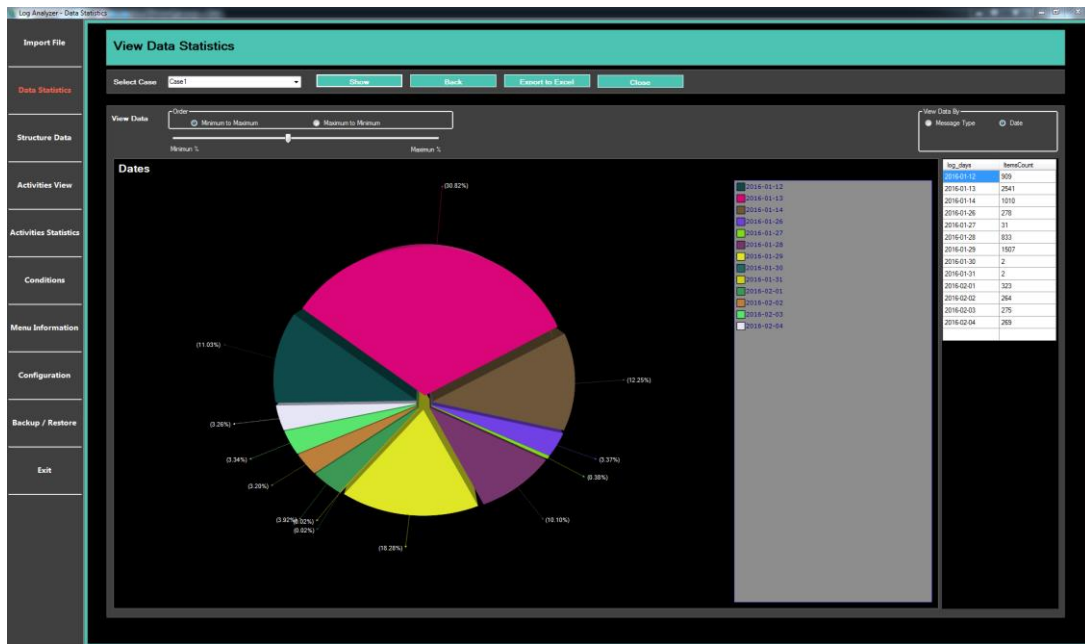 Log Analyzer - Data Statistics
Import File
Data Statistics
Structure Data
Activities View
Activities Statistics
Conditions
Menu Information
Configuration
Backup / Restore
Exit
View Data Statistics
Select Case Case1 Show Back Export to Excel Close
View Data
Order
Minimum to Maximum Maximum to Minimum
Minimun % Maximun %
View Data By
Message Type Date
Dates
(30.82%)
(11.03%)
(12.25%)
(3.26%)
(3.34%)
(3.37%)
(0.38%)
(3.20%)
(3.92%)
0.02%)
(0.02%)
(10.10%)
(18.28%)
2016-01-12
2016-01-13
2016-01-14
2016-01-26
2016-01-27
2016-01-28
2016-01-29
2016-01-30
2016-01-31
2016-02-01
2016-02-02
2016-02-03
2016-02-04
log_days ItemsCount
2016-01-12 909
2016-01-13 2541
2016-01-14 1010
2016-01-26 278
2016-01-27 31
2016-01-28 833
2016-01-29 1507
2016-01-30 2
2016-01-31 2
2016-02-01 323
2016-02-02 264
2016-02-03 275
2016-02-04 269